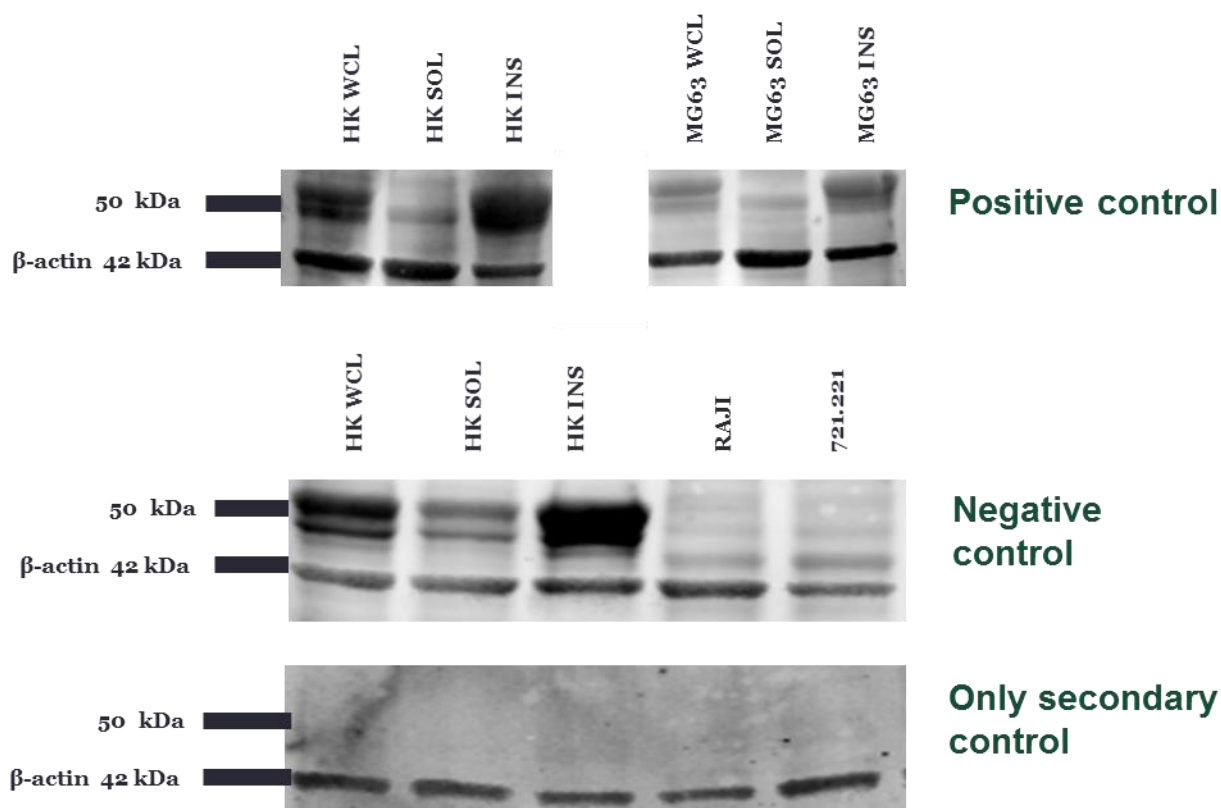 HK WCL
HK SOL
HK INS
MG63 WCL
MG63 SOL
MG63 INS
50 kDa
β-actin 42 kDa
Positive control
HK WCL
HK SOL
HK INS
RAJI
721.221
50 kDa
β-actin 42 kDa
Negative
control
50 kDa
β-actin 42 kDa
Only secondary
control